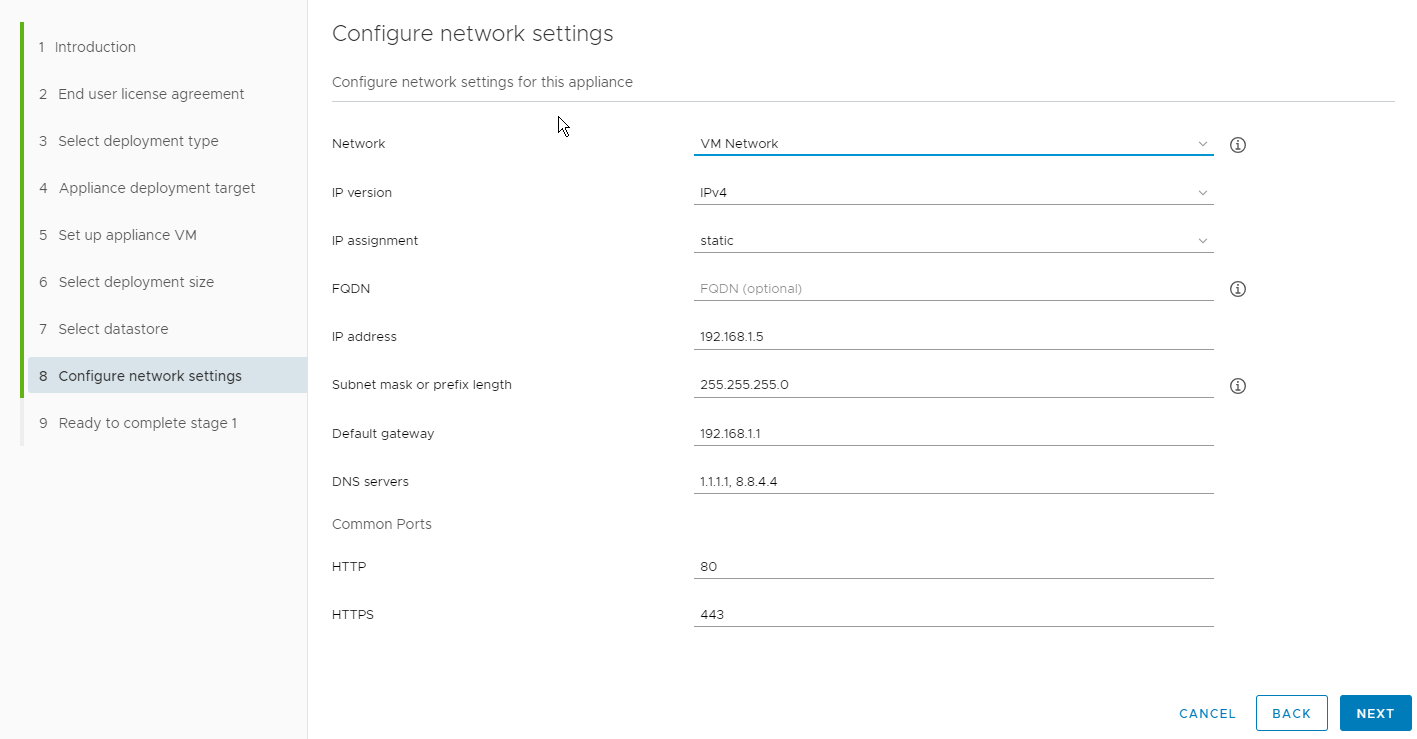 1 Introduction
2 End user license agreement
3 Select deployment type
4 Appliance deployment target
5 Set up appliance VM
6 Select deployment size
7 Select datastore
8 Configure network settings
9 Ready to complete stage 1
Configure network settings
Configure network settings for this appliance
Network VM Network
IP version IPv4
IP assignment static
FQDN FQDN (optional)
IP address 192.168.1.5
Subnet mask or prefix length 255.255.255.0
Default gateway 192.168.1.1
DNS servers 1.1.1.1, 8.8.4.4
Common Ports
HTTP 80
HTTPS 443
CANCEL BACK NEXT